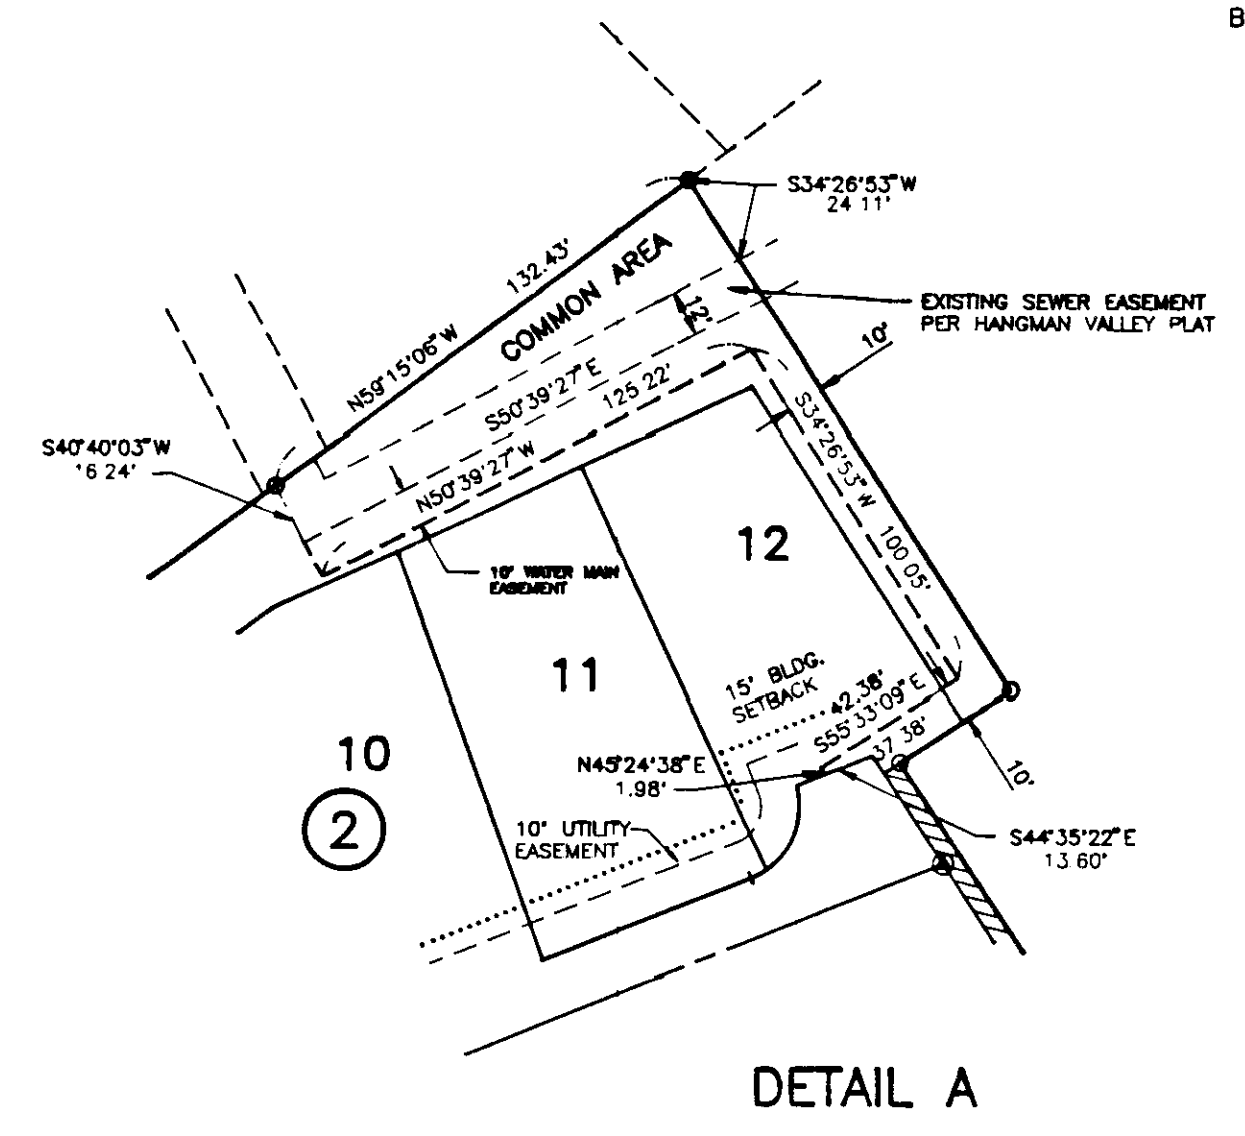 B
S34°26'53"W
24 11'
132.43'
COMMON AREA
EXISTING SEWER EASEMENT
PER HANGMAN VALLEY PLAT
12'
10'
N59°15'06"W
S50°39'27"E
125 22'
S34°26'53"W 100 05'
S40°40'03"W
'6 24'
N50°39'27"W
10' WATER MAIN
EASEMENT
12
11
15' BLDG.
SETBACK
42.38'
S55°33'09"E
37 38'
10
N45°24'38"E
1.98'
10'
2
10' UTILITY
EASEMENT
S44°35'22"E
13.60'
DETAIL A